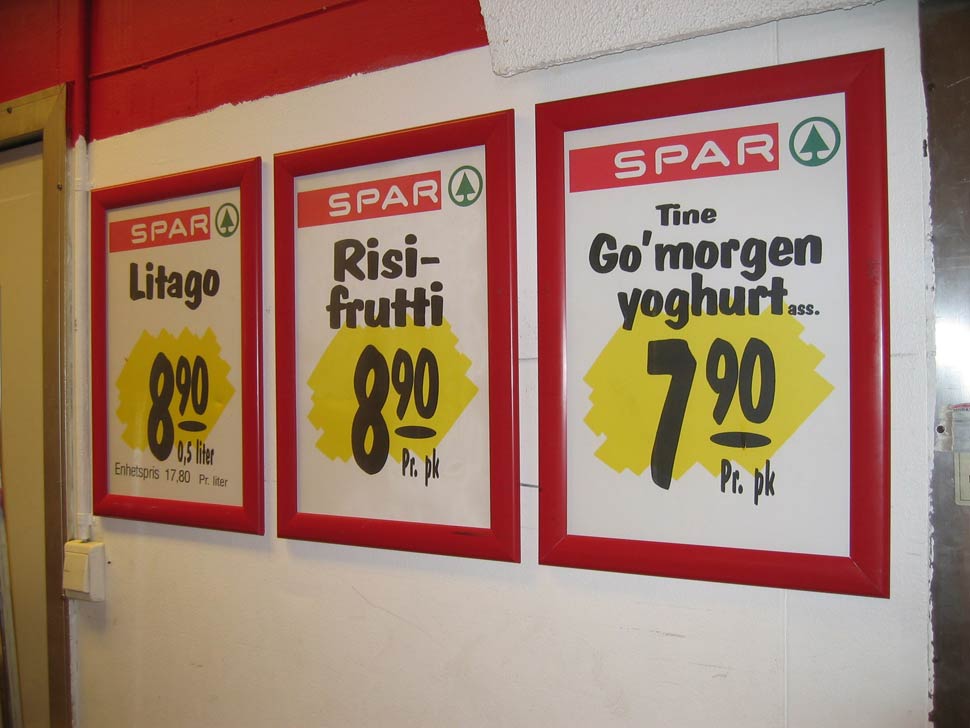 SPAR
Litago
8 90
0,5 liter
Enhetspris 17,80 Pr. liter
SPAR
Risi-
frutti
8 90
Pr. pk
SPAR
Tine
Go'morgen
yoghurt ass.
7 90
Pr. pk